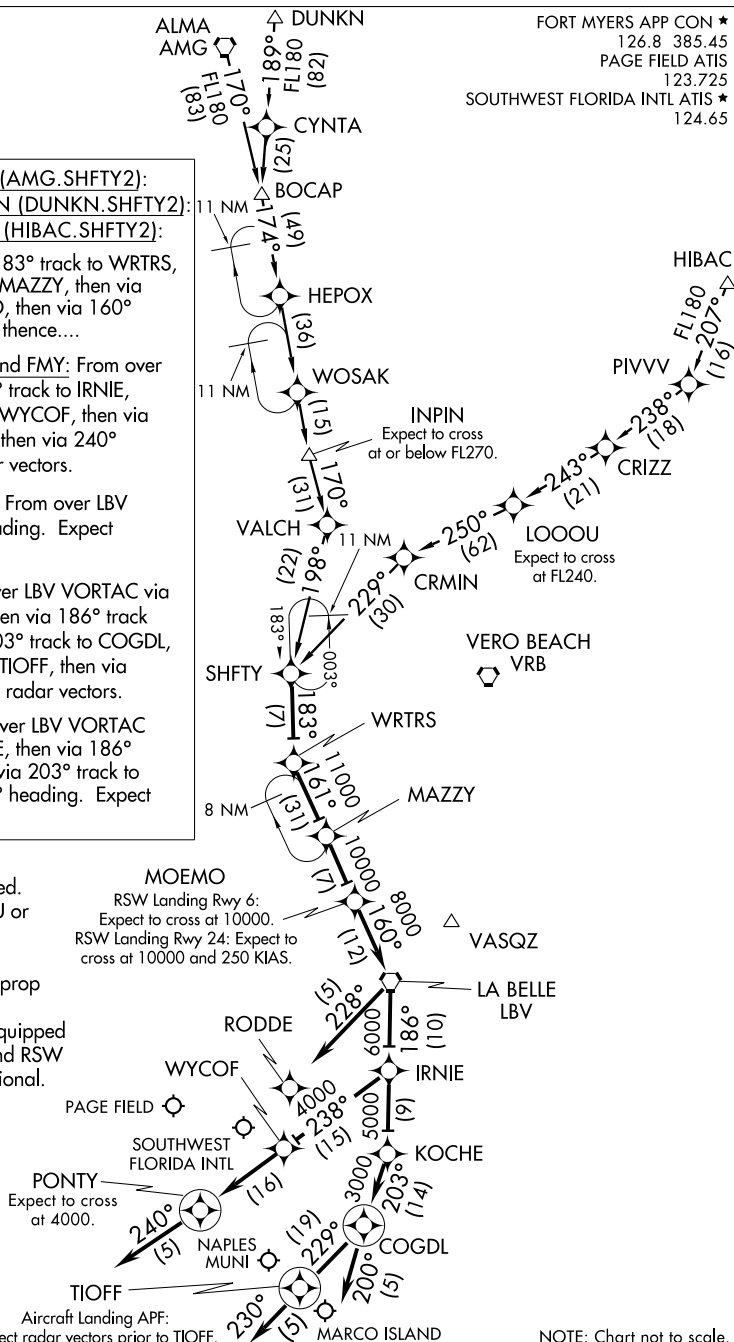 FORT MYERS APP CON ★
126.8 385.45
PAGE FIELD ATIS
123.725
SOUTHWEST FLORIDA INTL ATIS ★
124.65
ALMA
AMG
170°
FL180
(83)
DUNKN
189°
FL180
(82)
CYNTA
(25)
BOCAP
(49)
174°
11 NM
HEPOX
(36)
WOSAK
11 NM
(15)
INPIN
Expect to cross
at or below FL270.
170°
(31)
VALCH
(22)
198°
11 NM
183°
003°
HIBAC
FL180
207°
(16)
PIVVV
238°
(18)
CRIZZ
243°
(21)
LOOOU
Expect to cross
at FL240.
250°
(62)
CRMIN
229°
(30)
SHFTY
VERO BEACH
VRB
183°
(7)
WRTRS
11000
161°
(31)
8 NM
MAZZY
10000
(7)
MOEMO
RSW Landing Rwy 6:
Expect to cross at 10000.
RSW Landing Rwy 24: Expect to
cross at 10000 and 250 KIAS.
8000
160°
(12)
VASQZ
LA BELLE
LBV
(5)
228°
6000
186°
(10)
RODDE
IRNIE
WYCOF
4000
238°
(15)
5000
(9)
PAGE FIELD
SOUTHWEST
FLORIDA INTL
KOCHE
(16)
3000
203°
(14)
PONTY
Expect to cross
at 4000.
240°
(5)
NAPLES
MUNI
(19)
229°
COGDL
200°
(5)
TIOFF
Aircraft Landing APF:
ect radar vectors prior to TIOFF.
230°
(5)
MARCO ISLAND
NOTE: Chart not to scale.
(AMG.SHFTY2):
N (DUNKN.SHFTY2):
(HIBAC.SHFTY2):
83° track to WRTRS,
MAZZY, then via
, then via 160°
thence....
nd FMY: From over
° track to IRNIE,
WYCOF, then via
then via 240°
r vectors.
From over LBV
ding. Expect
ver LBV VORTAC via
en via 186° track
03° track to COGDL,
TIOFF, then via
radar vectors.
ver LBV VORTAC
E, then via 186°
via 203° track to
° heading. Expect
ed.
U or
prop
quipped
nd RSW
ional.